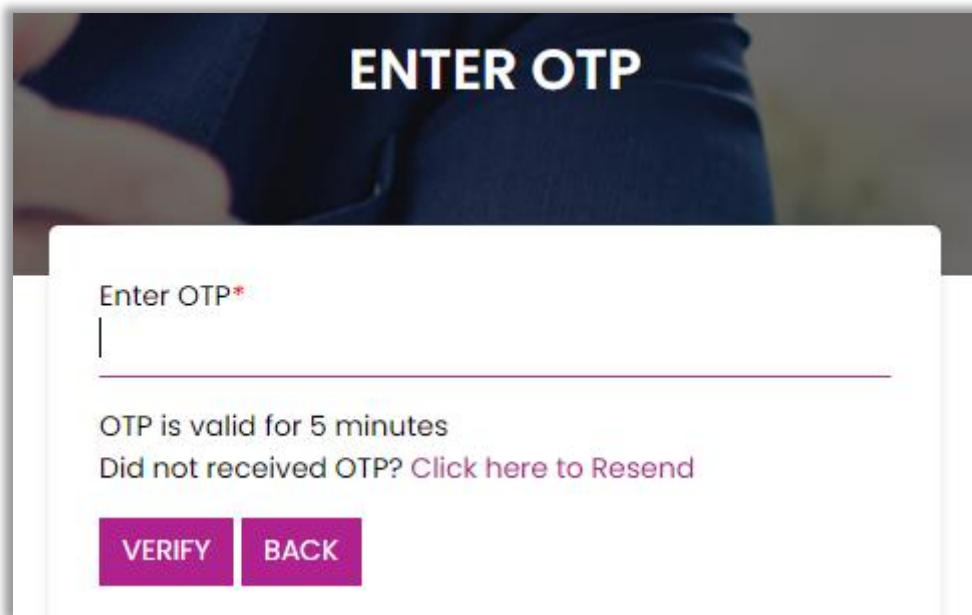 ENTER OTP
Enter OTP*
OTP is valid for 5 minutes
Did not received OTP? Click here to Resend
VERIFY BACK